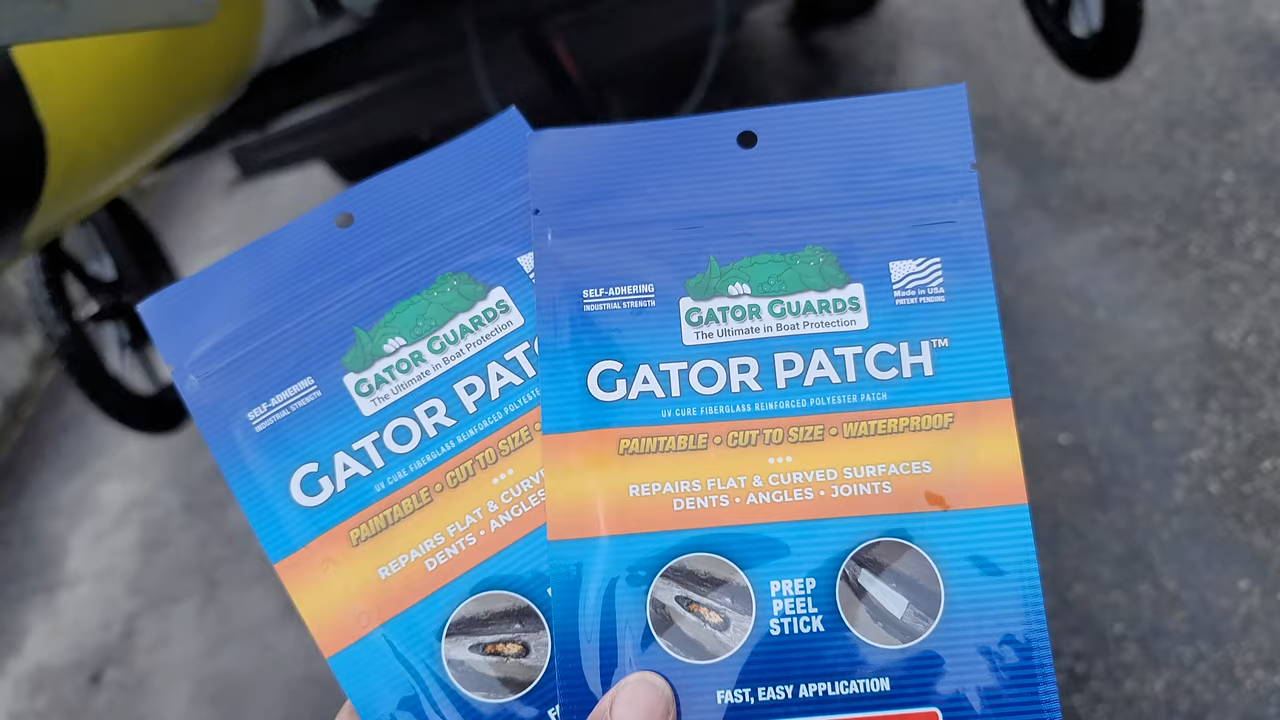 SELF-ADHERING
INDUSTRIAL STRENGTH
GATOR GUARDS
The Ultimate in Boat Protection
GATOR PATC
UV CURE FIBERGLASS REINFORCED POLYESTE
PAINTABLE • CUT TO SIZE •
REPAIRS FLAT & CURV
DENTS • ANGLES
SELF-ADHERING
INDUSTRIAL STRENGTH
GATOR GUARDS
The Ultimate in Boat Protection
Made in USA
PATENT PENDING
GATOR PATCH™
UV CURE FIBERGLASS REINFORCED POLYESTER PATCH
PAINTABLE • CUT TO SIZE • WATERPROOF
REPAIRS FLAT & CURVED SURFACES
DENTS • ANGLES • JOINTS
PREP
PEEL
STICK
FAST, EASY APPLICATION